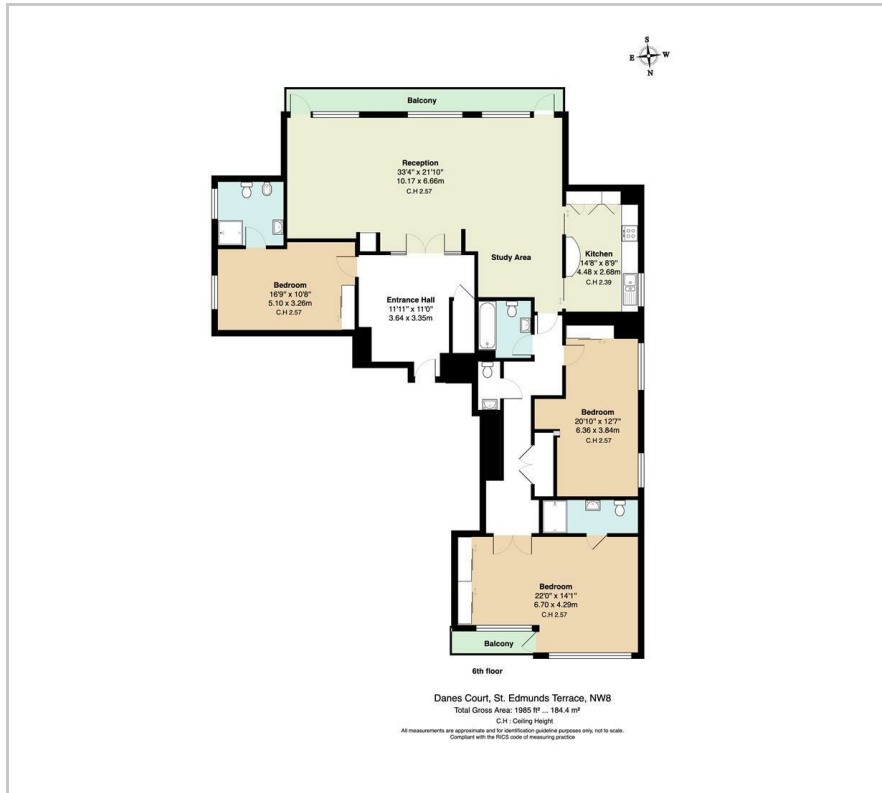 S
E W
N
Balcony
Reception
33'4" x 21'10"
10.17 x 6.66m
C.H 2.57
Study Area
Kitchen
14'8" x 8'9"
4.48 x 2.68m
C.H 2.39
Bedroom
16'9" x 10'8"
5.10 x 3.26m
C.H 2.57
Entrance Hall
11'11" x 11'0"
3.64 x 3.35m
Bedroom
20'10" x 12'7"
6.36 x 3.84m
C.H 2.57
Bedroom
22'0" x 14'1"
6.70 x 4.29m
C.H 2.57
Balcony
6th floor
Danes Court, St. Edmunds Terrace, NW8
Total Gross Area: 1985 ft² ... 184.4 m²
C.H : Ceiling Height
All measurements are approximate and for identification guideline purposes only, not to scale.
Compliant with the RICS code of measuring practice